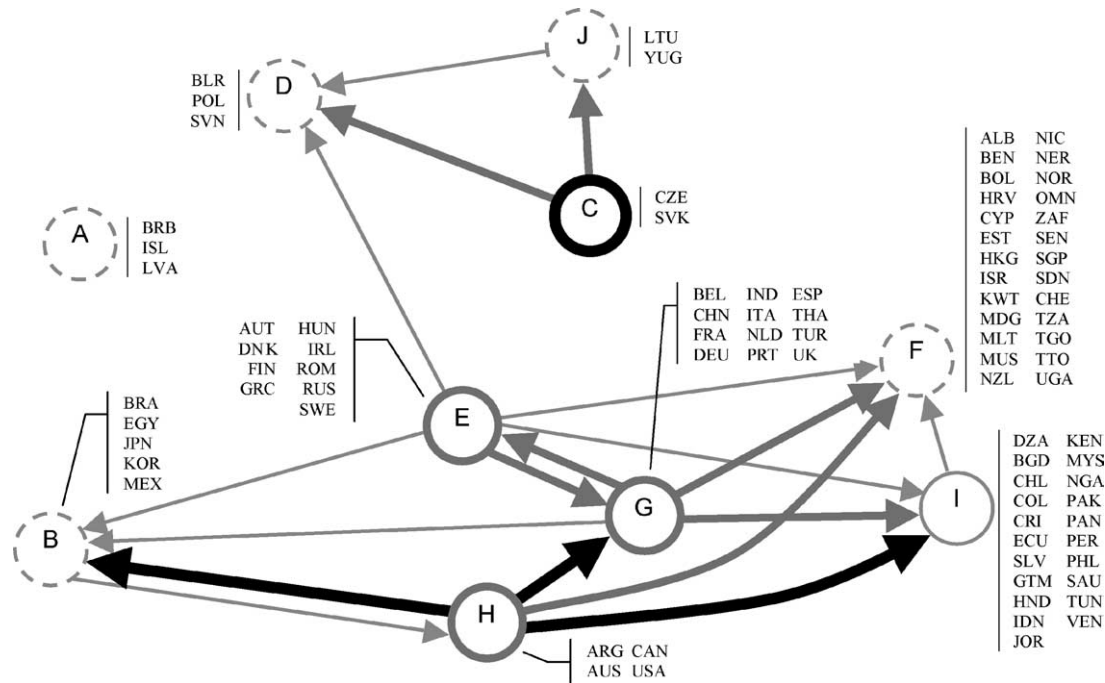 J
LTU
YUG
D
BLR
POL
SVN
C
CZE
SVK
A
BRB
ISL
LVA
ALB NIC
BEN NER
BOL NOR
HRV OMN
CYP ZAF
EST SEN
HKG SGP
ISR SDN
KWT CHE
MDG TZA
MLT TGO
MUS TTO
NZL UGA
F
BEL IND ESP
CHN ITA THA
FRA NLD TUR
DEU PRT UK
AUT HUN
DNK IRL
FIN ROM
GRC RUS
SWE
E
BRA
EGY
JPN
KOR
MEX
B
G
I
DZA KEN
BGD MYS
CHL NGA
COL PAK
CRI PAN
ECU PER
SLV PHL
GTM SAU
HND TUN
IDN VEN
JOR
H
ARG CAN
AUS USA